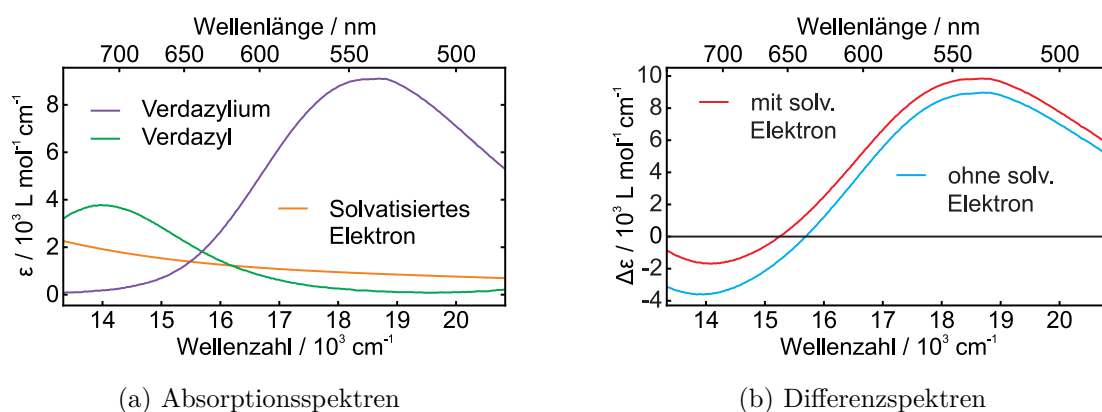 Wellenlänge / nm
700 650 600 550 500
ε / 10³ L mol⁻¹ cm⁻¹
8
6
4
2
0
Verdazylium
Verdazyl
Solvatisiertes
Elektron
14 15 16 17 18 19 20
Wellenzahl / 10³ cm⁻¹
(a) Absorptionsspektren
Wellenlänge / nm
700 650 600 550 500
Δε / 10³ L mol⁻¹ cm⁻¹
10
8
6
4
2
0
-2
-4
mit solv.
Elektron
ohne solv.
Elektron
14 15 16 17 18 19 20
Wellenzahl / 10³ cm⁻¹
(b) Differenzspektren